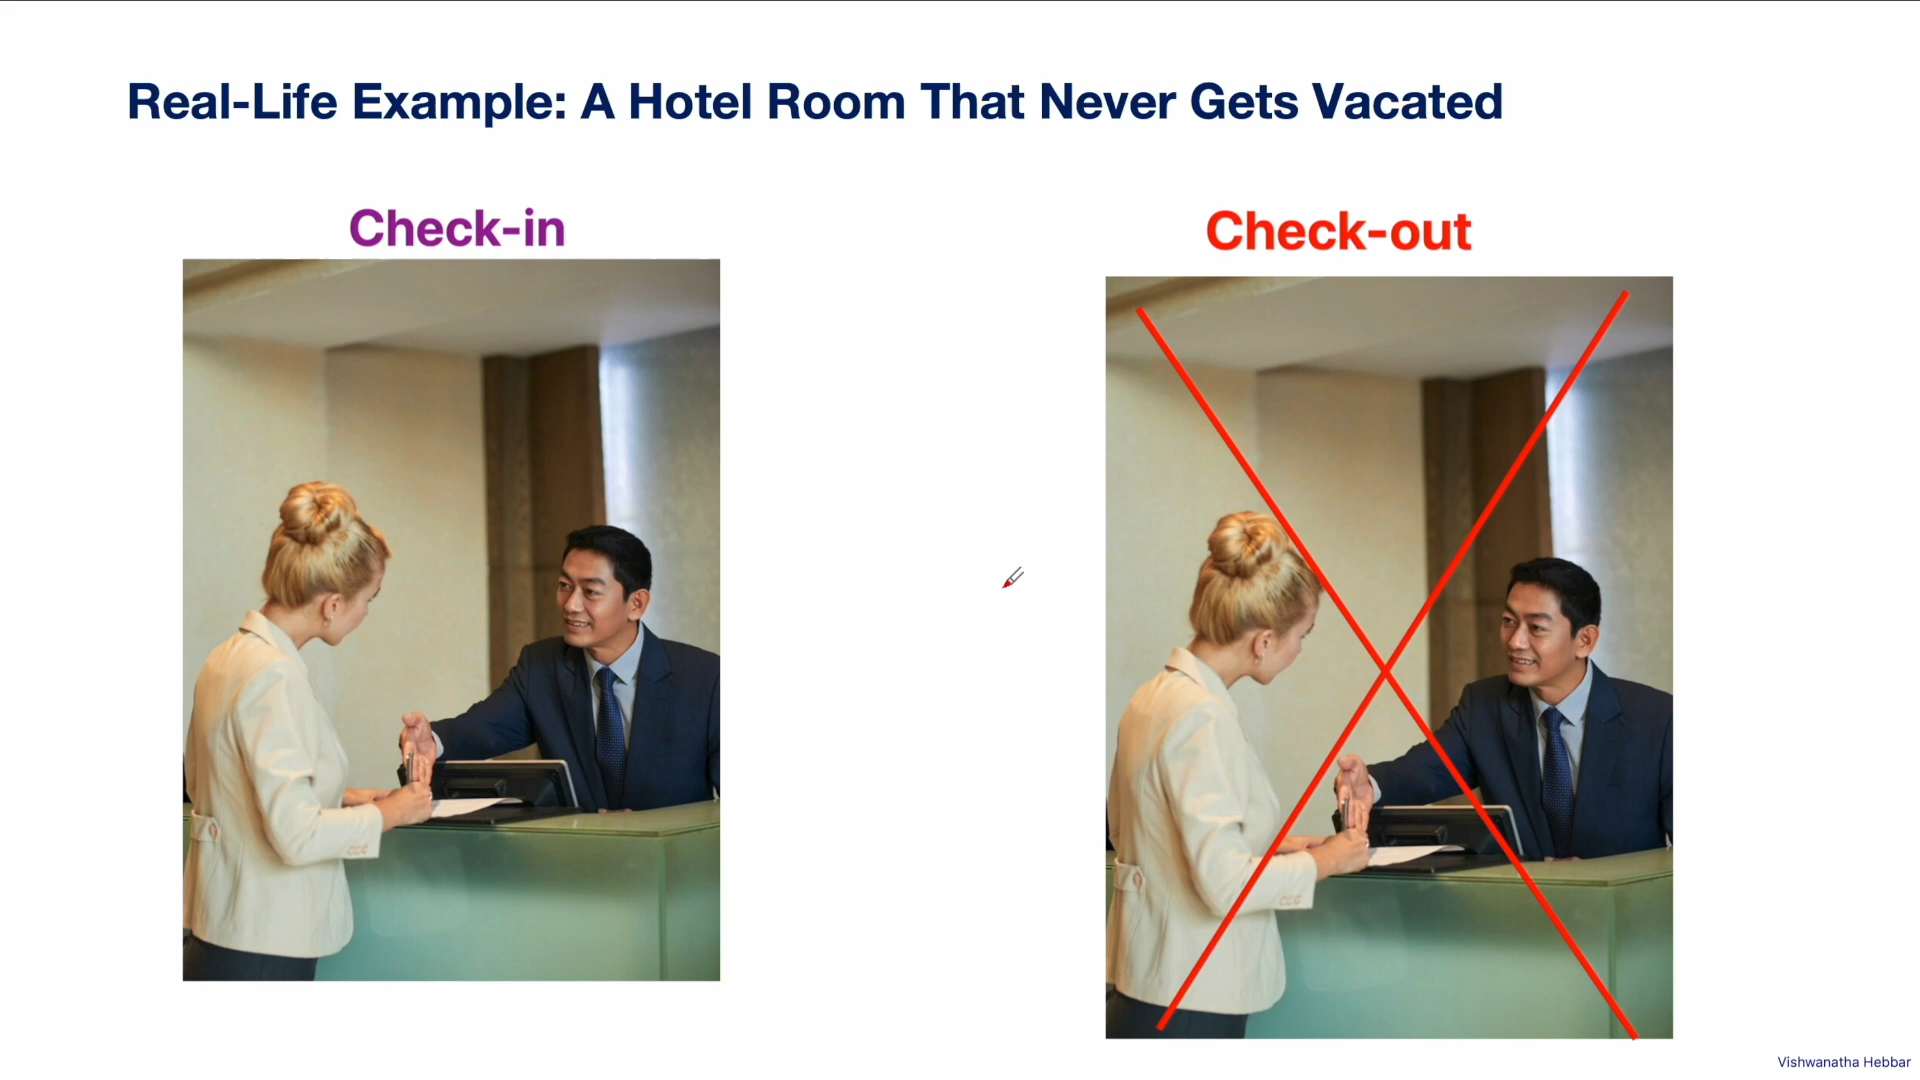 Real-Life Example: A Hotel Room That Never Gets Vacated
Check-in
Check-out
Vishwanatha Hebbar